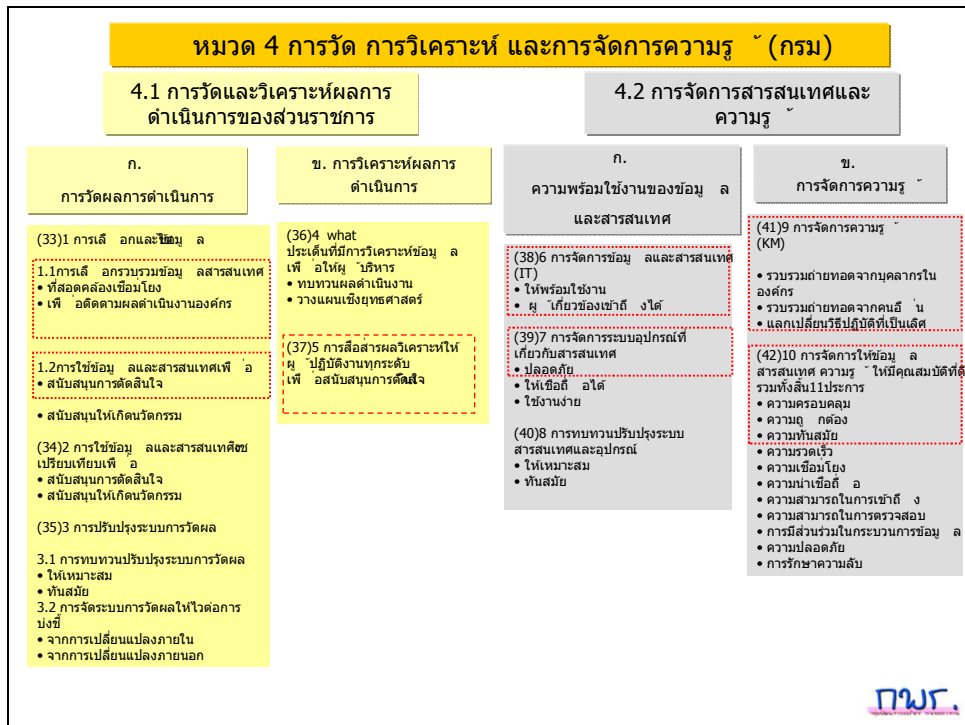 หมวด 4 การวัด การวิเคราะห์ และการจัดการความรู้ (กรม)
4.1 การวัดและวิเคราะห์ผลการ
ดำเนินการของส่วนราชการ
4.2 การจัดการสารสนเทศและ
ความรู้
ก.
การวัดผลการดำเนินการ
ข. การวิเคราะห์ผลการ
ดำเนินการ
ก.
ความพร้อมใช้งานของข้อมูล
และสารสนเทศ
ข.
การจัดการความรู้
(33)1 การเลือกและใช้ข้อมูล
1.1การเลือกรวบรวมข้อมูลสารสนเทศ
• ที่สอดคล้องเชื่อมโยง
• เพื่อติดตามผลดำเนินงานองค์กร
1.2การใช้ข้อมูลและสารสนเทศเพื่อ
• สนับสนุนการตัดสินใจ
• สนับสนุนให้เกิดนวัตกรรม
(34)2 การใช้ข้อมูลและสารสนเทศเชิง
เปรียบเทียบเพื่อ
• สนับสนุนการตัดสินใจ
• สนับสนุนให้เกิดนวัตกรรม
(35)3 การปรับปรุงระบบการวัดผล
3.1 การทบทวนปรับปรุงระบบการวัดผล
• ให้เหมาะสม
• ทันสมัย
3.2 การจัดระบบการวัดผลให้ไวต่อการ
บ่งชี้
• จากการเปลี่ยนแปลงภายใน
• จากการเปลี่ยนแปลงภายนอก
(36)4 what
ประเด็นที่มีการวิเคราะห์ข้อมูล
เพื่อให้ผู้บริหาร
• ทบทวนผลดำเนินงาน
• วางแผนเชิงยุทธศาสตร์
(37)5 การสื่อสารผลวิเคราะห์ให้
ผู้ปฏิบัติงานทุกระดับ
เพื่อสนับสนุนการตัดสินใจ
(38)6 การจัดการข้อมูลและสารสนเทศ
(IT)
• ให้พร้อมใช้งาน
• ผู้เกี่ยวข้องเข้าถึงได้
(39)7 การจัดการระบบอุปกรณ์ที่
เกี่ยวกับสารสนเทศ
• ปลอดภัย
• ให้เชื่อถือได้
• ใช้งานง่าย
(40)8 การทบทวนปรับปรุงระบบ
สารสนเทศและอุปกรณ์
• ให้เหมาะสม
• ทันสมัย
(41)9 การจัดการความรู้
(KM)
• รวบรวมถ่ายทอดจากบุคลากรใน
องค์กร
• รวบรวมถ่ายทอดจากคนอื่น
• แลกเปลี่ยนวิธีปฏิบัติที่เป็นเลิศ
(42)10 การจัดการให้ข้อมูล
สารสนเทศ ความรู้ ให้มีคุณสมบัติที่ดี
รวมทั้งสิ้น11ประการ
• ความครอบคลุม
• ความถูกต้อง
• ความทันสมัย
• ความรวดเร็ว
• ความเชื่อมโยง
• ความน่าเชื่อถือ
• ความสามารถในการเข้าถึง
• ความสามารถในการตรวจสอบ
• การมีส่วนร่วมในกระบวนการข้อมูล
• ความปลอดภัย
• การรักษาความลับ
กพร.